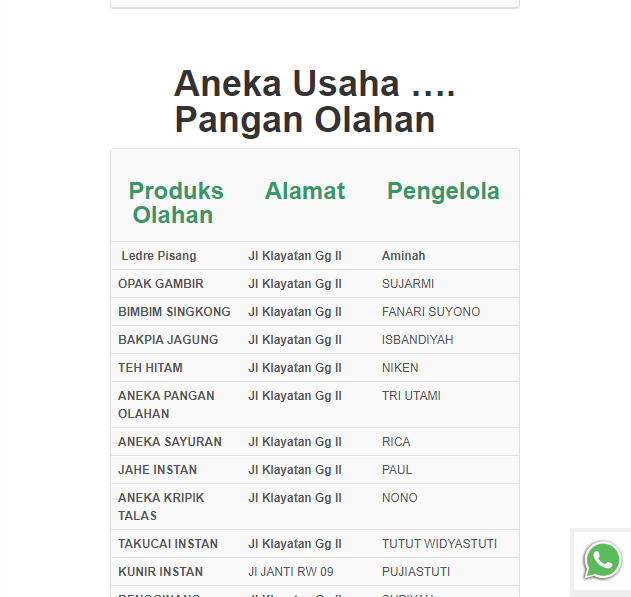 Aneka Usaha ….
Pangan Olahan
Produks Olahan Alamat Pengelola
Ledre Pisang Jl Klayatan Gg II Aminah
OPAK GAMBIR Jl Klayatan Gg II SUJARMI
BIMBIM SINGKONG Jl Klayatan Gg II FANARI SUYONO
BAKPIA JAGUNG Jl Klayatan Gg II ISBANDIYAH
TEH HITAM Jl Klayatan Gg II NIKEN
ANEKA PANGAN OLAHAN Jl Klayatan Gg II TRI UTAMI
ANEKA SAYURAN Jl Klayatan Gg II RICA
JAHE INSTAN Jl Klayatan Gg II PAUL
ANEKA KRIPIK TALAS Jl Klayatan Gg II NONO
TAKUCAI INSTAN Jl Klayatan Gg II TUTUT WIDYASTUTI
KUNIR INSTAN Jl JANTI RW 09 PUJIASTUTI